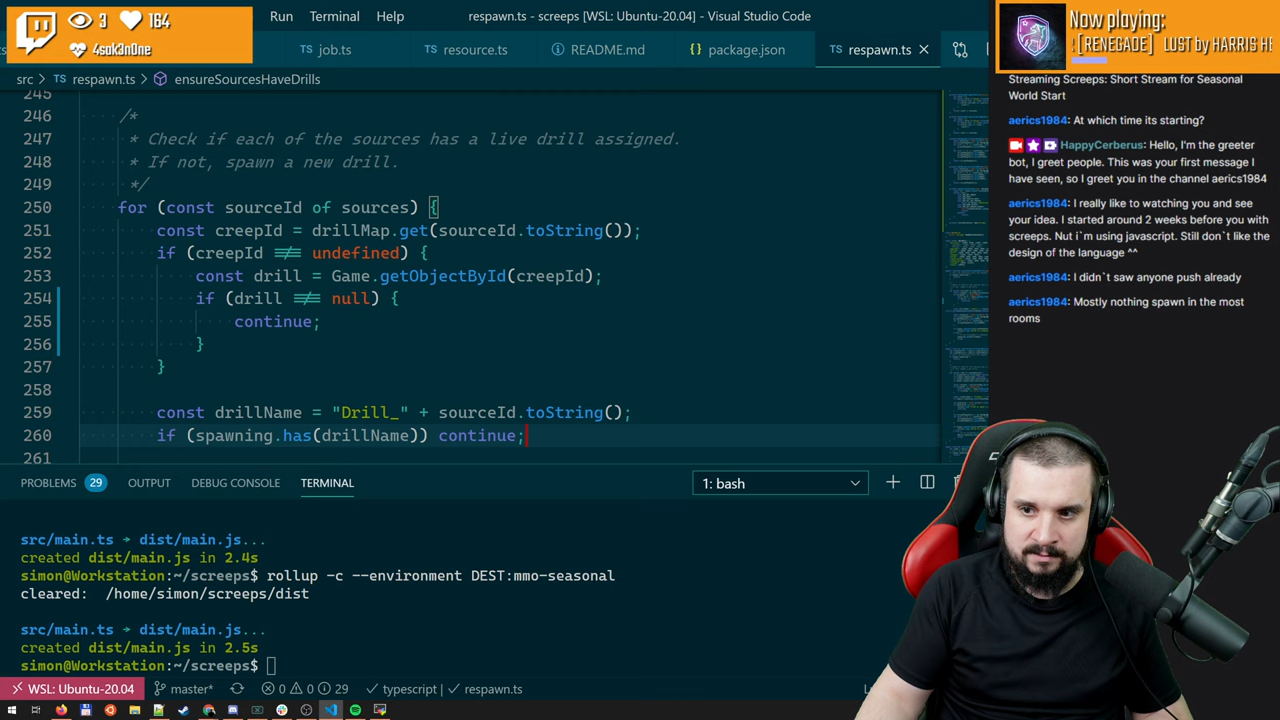 3 164
4sak3n0ne
Run Terminal Help
respawn.ts - screeps [WSL: Ubuntu-20.04] - Visual Studio Code
job.ts resource.ts README.md package.json respawn.ts
src > respawn.ts > ensureSourcesHaveDrills
245
246 /*
247 * Check if each of the sources has a live drill assigned.
248 * If not, spawn a new drill.
249 */
250 for (const sourceId of sources) {
251 const creepId = drillMap.get(sourceId.toString());
252 if (creepId !== undefined) {
253 const drill = Game.getObjectById(creepId);
254 if (drill !== null) {
255 continue;
256 }
257 }
258
259 const drillName = "Drill_" + sourceId.toString();
260 if (spawning.has(drillName)) continue;
261
PROBLEMS 29 OUTPUT DEBUG CONSOLE TERMINAL 1: bash
src/main.ts → dist/main.js...
created dist/main.js in 2.4s
simon@Workstation:~/screeps$ rollup -c --environment DEST:mmo-seasonal
cleared: /home/simon/screeps/dist
src/main.ts → dist/main.js...
created dist/main.js in 2.5s
simon@Workstation:~/screeps$
WSL: Ubuntu-20.04 master* 0 0 29 typescript respawn.ts
Now playing:
[RENEGADE] LUST by HARRIS HE
Streaming Screeps: Short Stream for Seasonal
World Start
aerics1984: At which time its starting?
HappyCerberus: Hello, I'm the greeter
bot, I greet people. This was your first message I
have seen, so I greet you in the channel aerics1984
aerics1984: I really like to watching you and see
your idea. I started around 2 weeks before you with
screeps. Nut i`m using javascript. Still don`t like the
design of the language ^^
aerics1984: I didn`t saw anyone push already
aerics1984: Mostly nothing spawn in the most
rooms